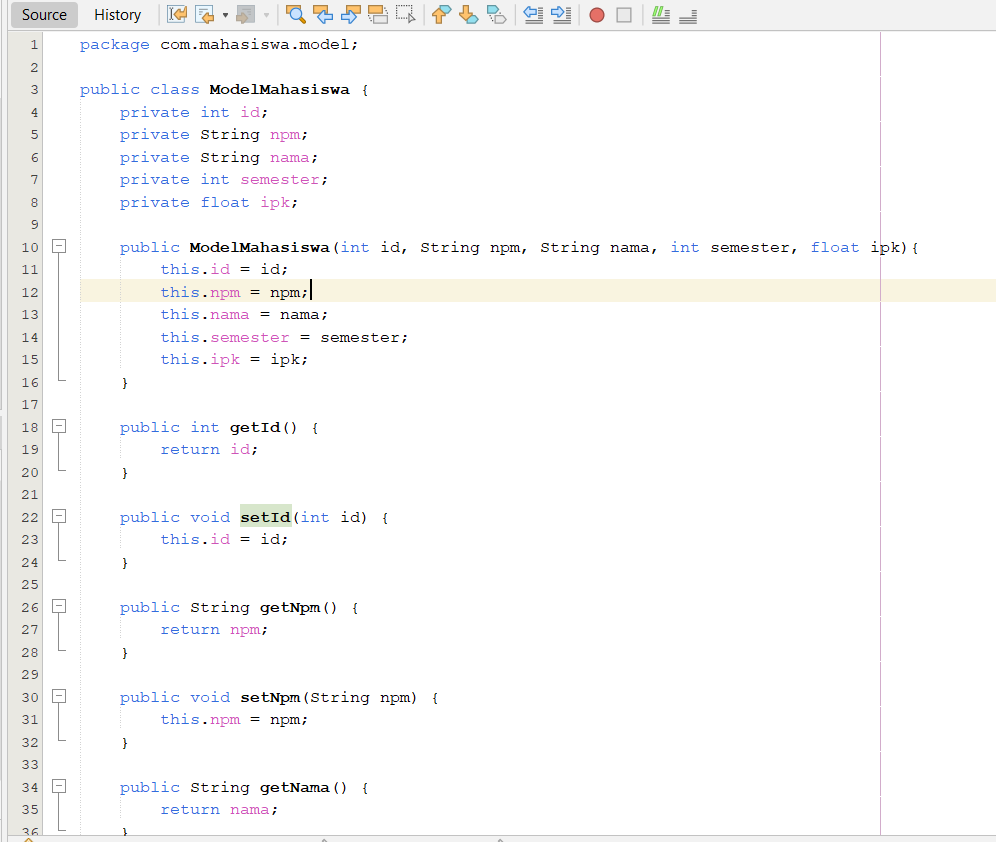 Source History
1 package com.mahasiswa.model;
2
3 public class ModelMahasiswa {
4 private int id;
5 private String npm;
6 private String nama;
7 private int semester;
8 private float ipk;
9
10 public ModelMahasiswa(int id, String npm, String nama, int semester, float ipk){
11 this.id = id;
12 this.npm = npm;
13 this.nama = nama;
14 this.semester = semester;
15 this.ipk = ipk;
16 }
17
18 public int getId() {
19 return id;
20 }
21
22 public void setId(int id) {
23 this.id = id;
24 }
25
26 public String getNpm() {
27 return npm;
28 }
29
30 public void setNpm(String npm) {
31 this.npm = npm;
32 }
33
34 public String getNama() {
35 return nama;
36 }